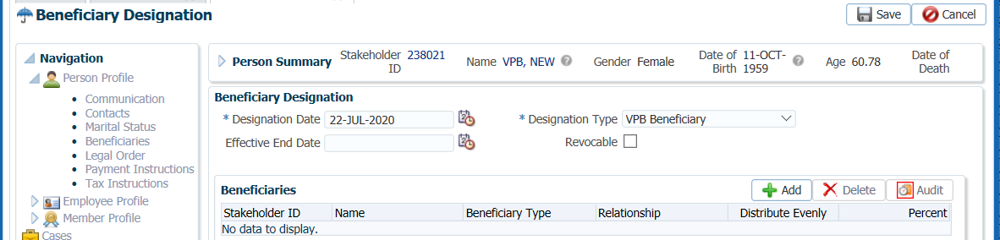 Beneficiary Designation
Save
Cancel
Navigation
Person Profile
Communication
Contacts
Marital Status
Beneficiaries
Legal Order
Payment Instructions
Tax Instructions
Employee Profile
Member Profile
Cases
Person Summary
Stakeholder ID 238021
Name VPB, NEW
Gender Female
Date of Birth 11-OCT-1959
Age 60.78
Date of Death
Beneficiary Designation
* Designation Date 22-JUL-2020
* Designation Type VPB Beneficiary
Effective End Date
Revocable
Beneficiaries
Add
Delete
Audit
Stakeholder ID Name Beneficiary Type Relationship Distribute Evenly Percent
No data to display.